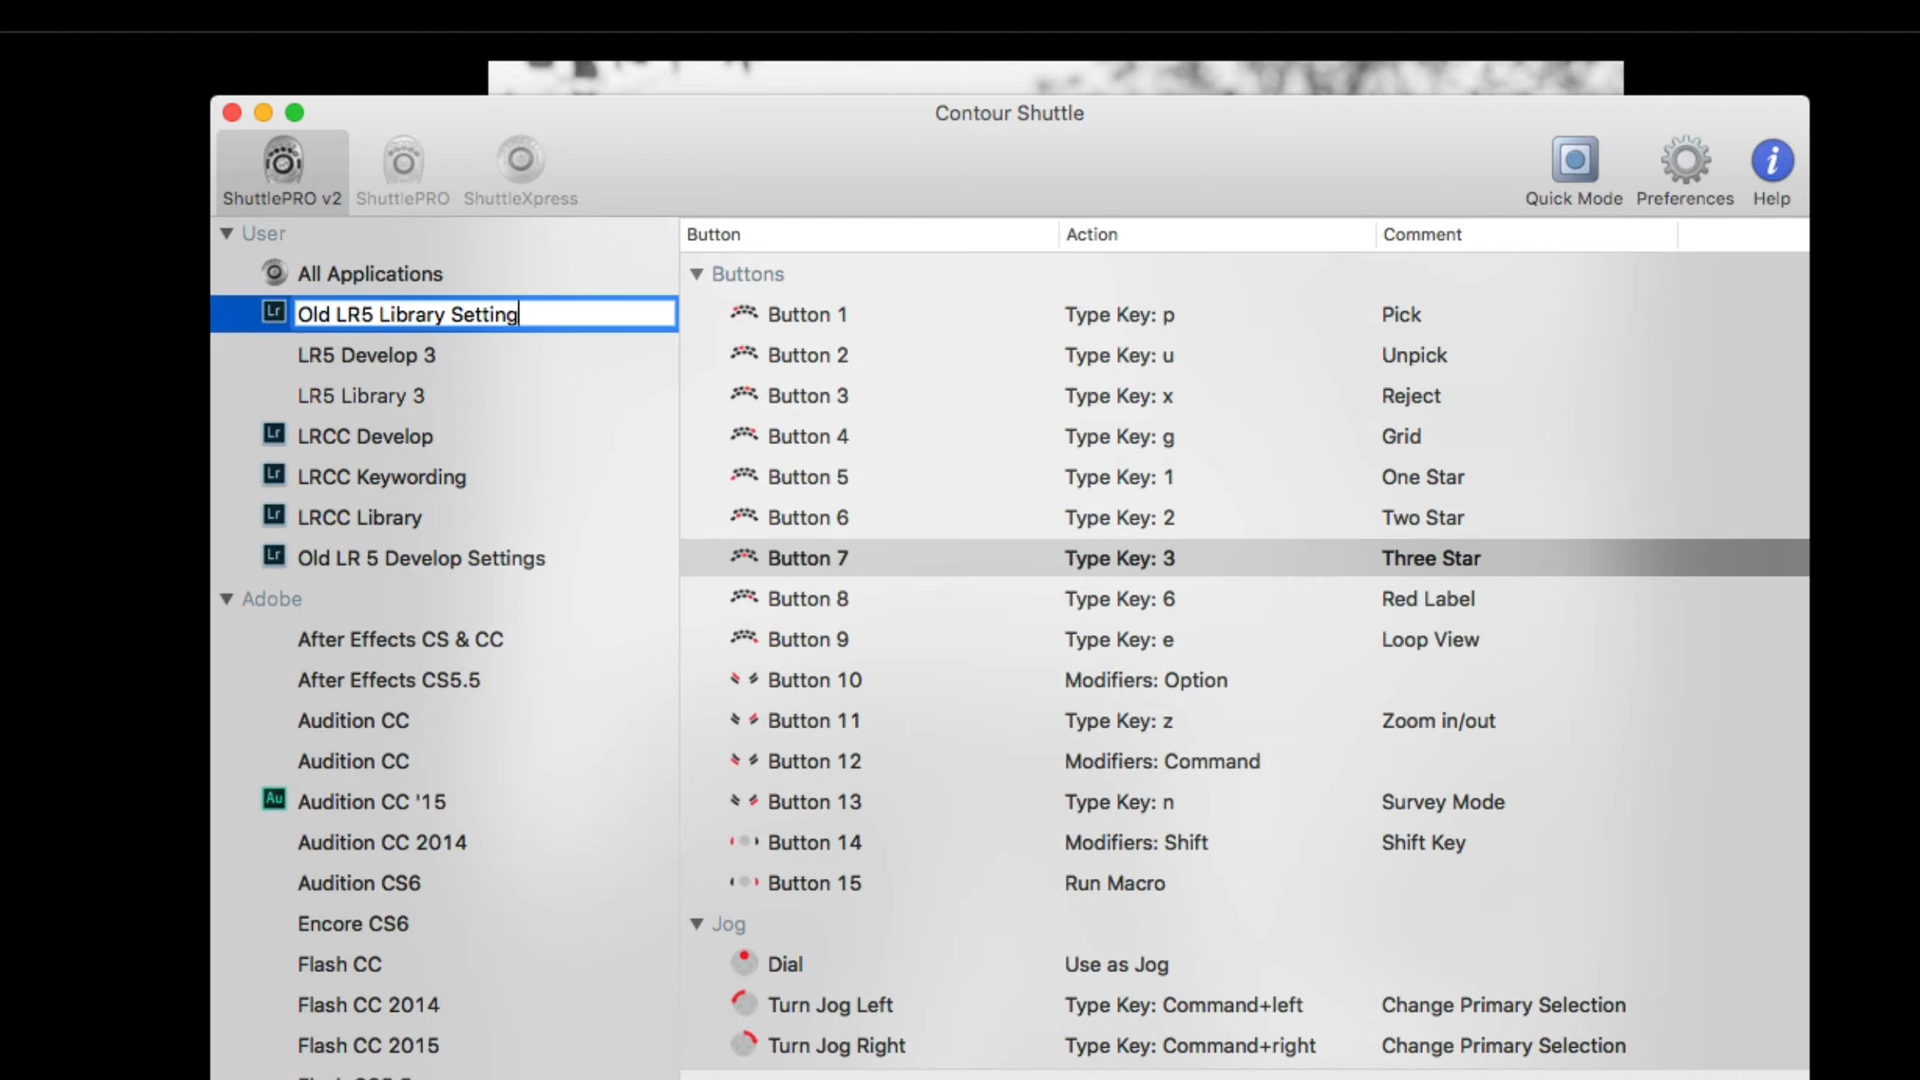 Contour Shuttle
ShuttlePRO v2 ShuttlePRO ShuttleXpress
Quick Mode Preferences Help
User
All Applications
Lr Old LR5 Library Setting
LR5 Develop 3
LR5 Library 3
Lr LRCC Develop
Lr LRCC Keywording
Lr LRCC Library
Lr Old LR 5 Develop Settings
Adobe
After Effects CS & CC
After Effects CS5.5
Audition CC
Audition CC
Au Audition CC '15
Audition CC 2014
Audition CS6
Encore CS6
Flash CC
Flash CC 2014
Flash CC 2015
Button Action Comment
Buttons
Button 1 Type Key: p Pick
Button 2 Type Key: u Unpick
Button 3 Type Key: x Reject
Button 4 Type Key: g Grid
Button 5 Type Key: 1 One Star
Button 6 Type Key: 2 Two Star
Button 7 Type Key: 3 Three Star
Button 8 Type Key: 6 Red Label
Button 9 Type Key: e Loop View
Button 10 Modifiers: Option
Button 11 Type Key: z Zoom in/out
Button 12 Modifiers: Command
Button 13 Type Key: n Survey Mode
Button 14 Modifiers: Shift Shift Key
Button 15 Run Macro
Jog
Dial Use as Jog
Turn Jog Left Type Key: Command+left Change Primary Selection
Turn Jog Right Type Key: Command+right Change Primary Selection